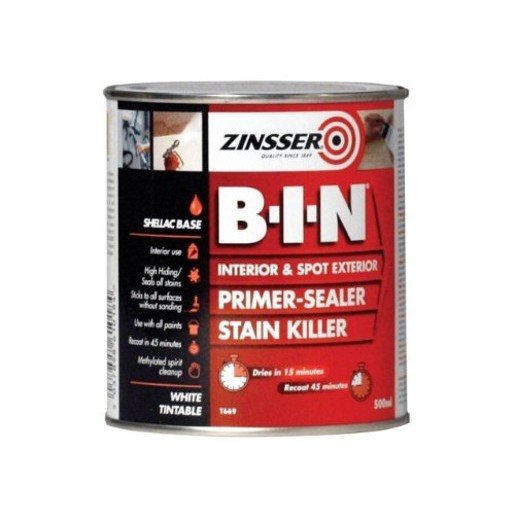 ZINSSER
QUALITY SINCE 1849
B·I·N®
INTERIOR & SPOT EXTERIOR
PRIMER-SEALER
STAIN KILLER
Dries in 15 minutes
Recoat 45 minutes
500ml
T669
SHELLAC BASE
Interior use
High Hiding/
Seals all stains
Sticks to all surfaces
without sanding
Use with all paints
Recoat in 45 minutes
Methylated spirit
cleanup
WHITE
TINTABLE